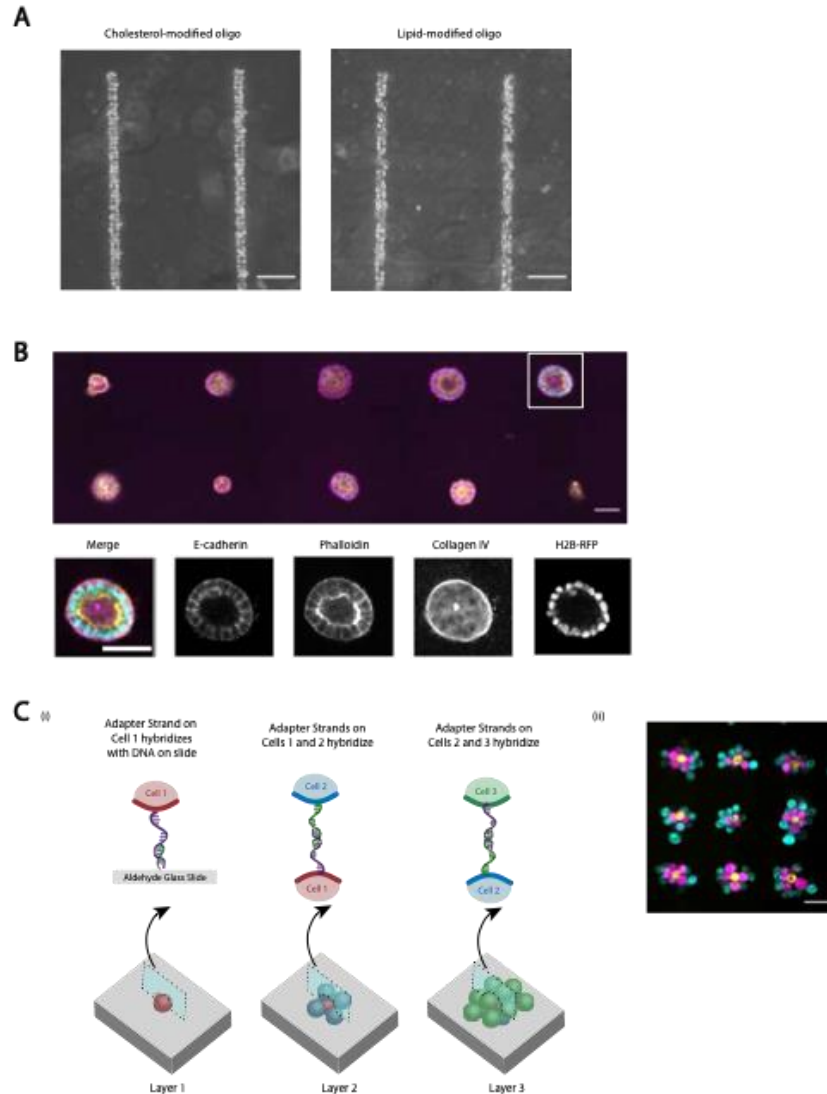 A
Cholesterol-modified oligo
Lipid-modified oligo
B
Merge
E-cadherin
Phalloidin
Collagen IV
H2B-RFP
C
(i)
Adapter Strand on
Cell 1 hybridizes
with DNA on slide
Adapter Strands on
Cells 1 and 2 hybridize
Adapter Strands on
Cells 2 and 3 hybridize
(ii)
Cell 1
Aldehyde Glass Slide
Cell 2
Cell 1
Cell 3
Cell 2
Layer 1
Layer 2
Layer 3